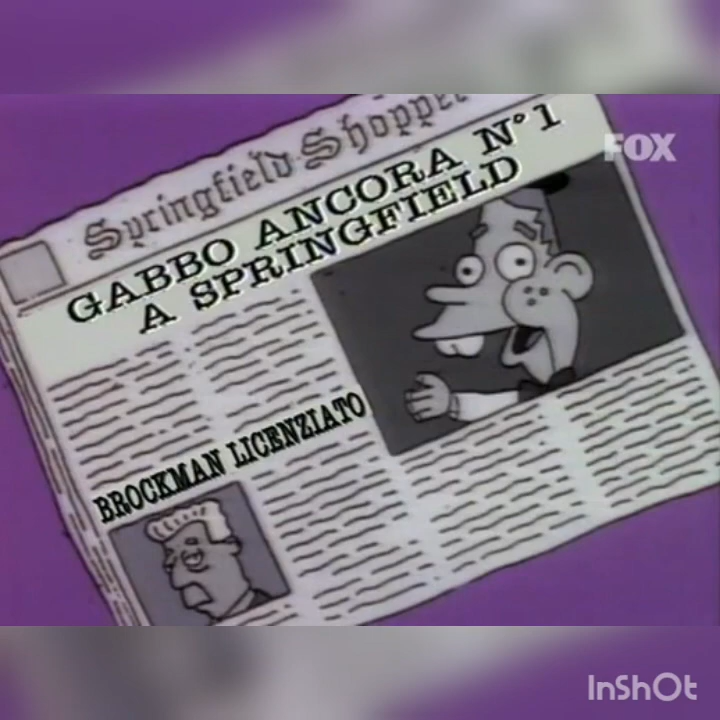 Springfield Shopper
FOX
GABBO ANCORA N°1
A SPRINGFIELD
BROCKMAN LICENZIATO
InShOt